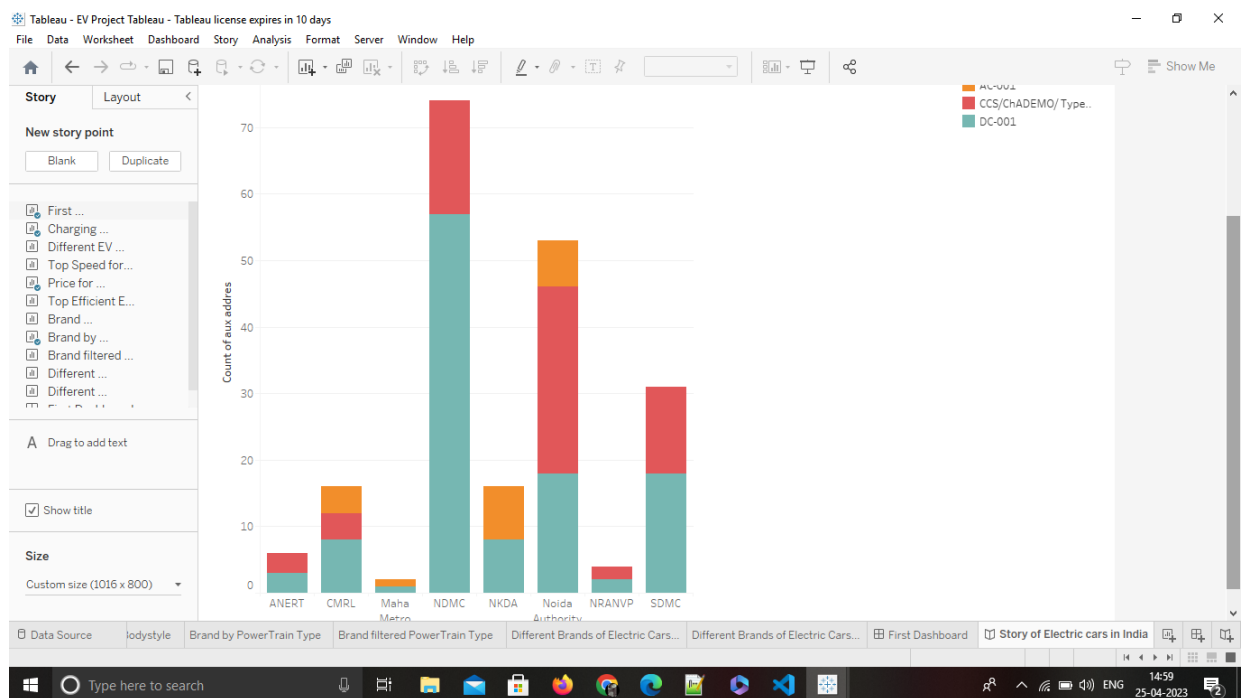 Tableau - EV Project Tableau - Tableau license expires in 10 days
File Data Worksheet Dashboard Story Analysis Format Server Window Help
Show Me
Story Layout
New story point
Blank Duplicate
First ...
Charging ...
Different EV ...
Top Speed for...
Price for ...
Top Efficient E...
Brand ...
Brand by ...
Brand filtered ...
Different ...
Different ...
A Drag to add text
Show title
Size
Custom size (1016 x 800)
AC-001
CCS/ChADEMO/ Type..
DC-001
Count of aux addres
70
60
50
40
30
20
10
0
ANERT CMRL Maha Metro NDMC NKDA Noida Authority NRANVP SDMC
Data Source lodystyle Brand by PowerTrain Type Brand filtered PowerTrain Type Different Brands of Electric Cars... Different Brands of Electric Cars... First Dashboard Story of Electric cars in India
Type here to search
ENG
14:59
25-04-2023
2